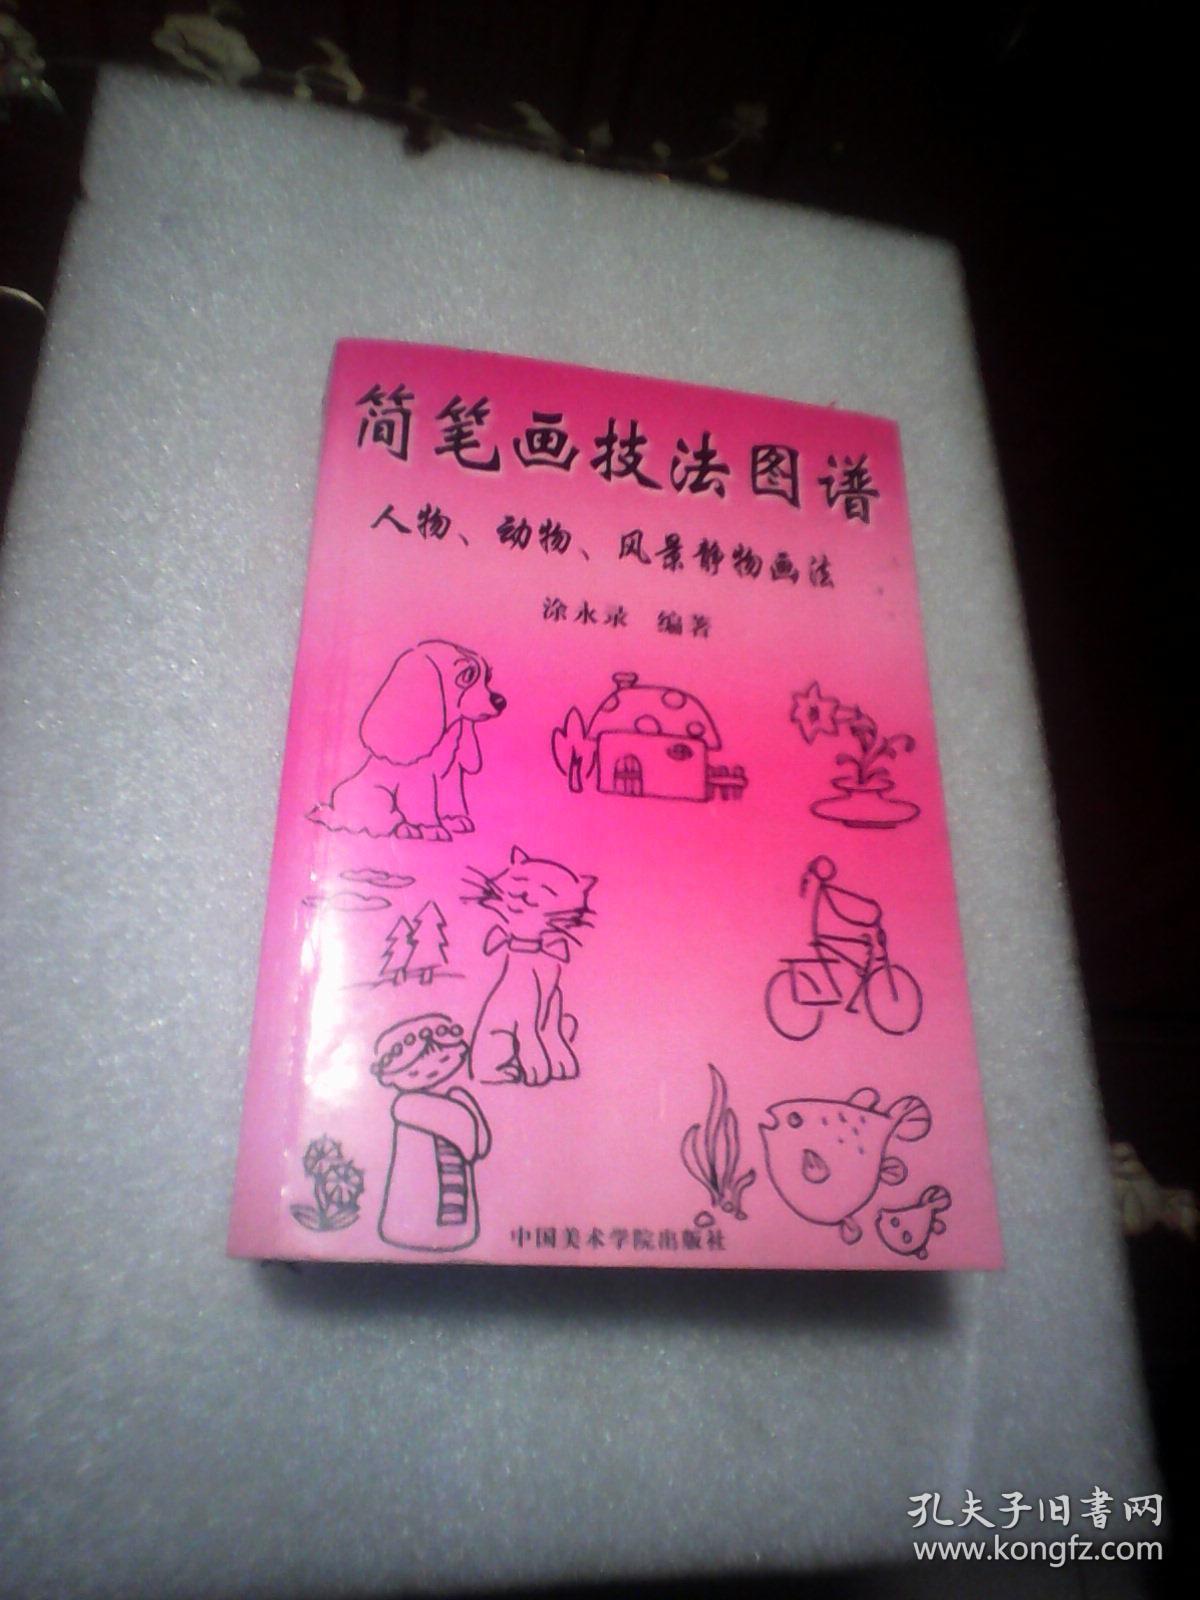 简笔画技法图谱
人物、动物、风景静物画法
涂永录 编著
中国美术学院出版社
孔夫子旧书网
www.kongfz.com